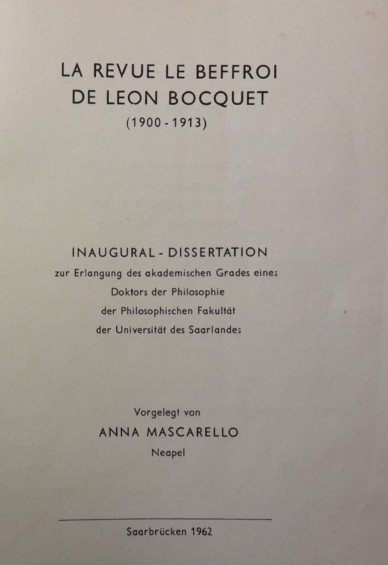 LA REVUE LE BEFFROI
DE LEON BOCQUET
(1900 - 1913)
INAUGURAL - DISSERTATION
zur Erlangung des akademischen Grades eines
Doktors der Philosophie
der Philosophischen Fakultät
der Universität des Saarlandes
Vorgelegt von
ANNA MASCARELLO
Neapel
Saarbrücken 1962